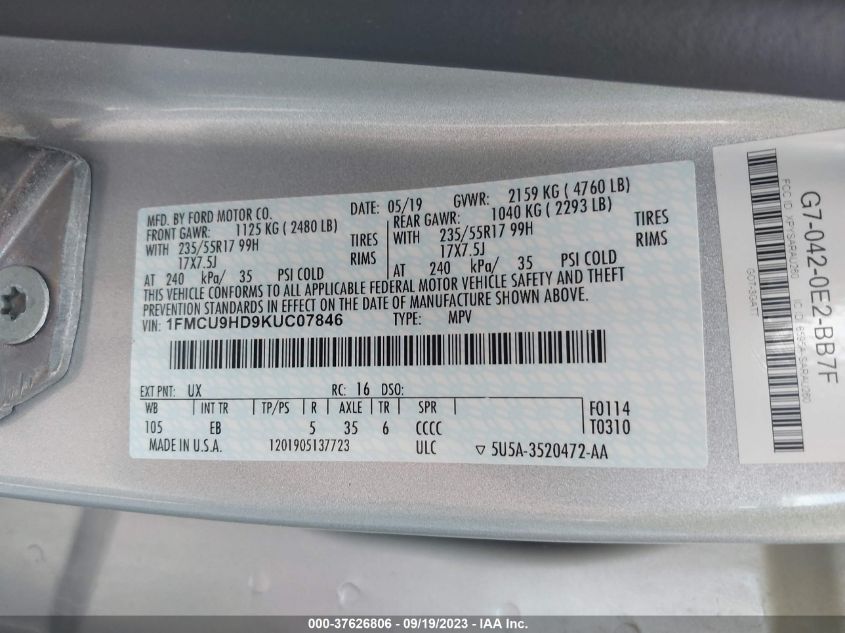 MFD. BY FORD MOTOR CO.
DATE: 05/19 GVWR: 2159 KG ( 4760 LB)
FRONT GAWR: 1125 KG ( 2480 LB) REAR GAWR: 1040 KG ( 2293 LB)
WITH 235/55R17 99H TIRES WITH 235/55R17 99H TIRES
17X7.5J RIMS 17X7.5J RIMS
AT 240 kPa/ 35 PSI COLD AT 240 kPa/ 35 PSI COLD
THIS VEHICLE CONFORMS TO ALL APPLICABLE FEDERAL MOTOR VEHICLE SAFETY AND THEFT
PREVENTION STANDARDS IN EFFECT ON THE DATE OF MANUFACTURE SHOWN ABOVE.
VIN: 1FMCU9HD9KUC07846 TYPE: MPV
EXT PNT: UX RC: 16 DSO:
WB INT TR TP/PS R AXLE TR SPR F0114
105 EB 5 35 6 CCCC T0310
MADE IN U.S.A. 1201905137723 ULC ▽ 5U5A-3520472-AA
G7-042-0E2-BB7F
000-37626806 - 09/19/2023 - IAA Inc.